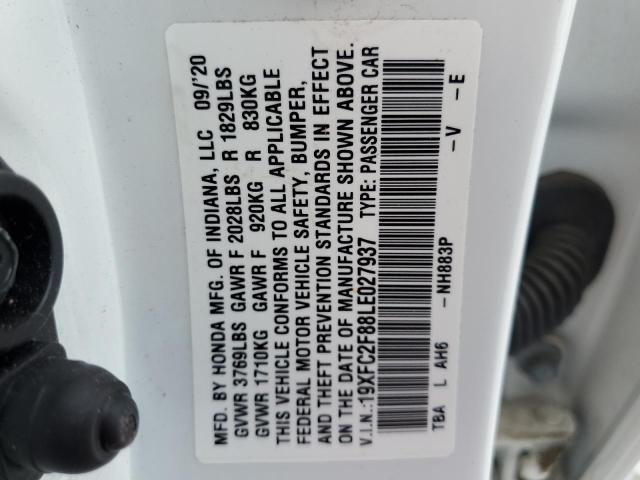 MFD. BY HONDA MFG. OF INDIANA, LLC 09/'20
GVWR 3769LBS GAWR F 2028LBS R 1829LBS
GVWR 1710KG GAWR F 920KG R 830KG
THIS VEHICLE CONFORMS TO ALL APPLICABLE
FEDERAL MOTOR VEHICLE SAFETY, BUMPER,
AND THEFT PREVENTION STANDARDS IN EFFECT
ON THE DATE OF MANUFACTURE SHOWN ABOVE.
V.I.N.:19XFC2F88LE027937 TYPE: PASSENGER CAR
TBA L AH6 -NH883P -V -E